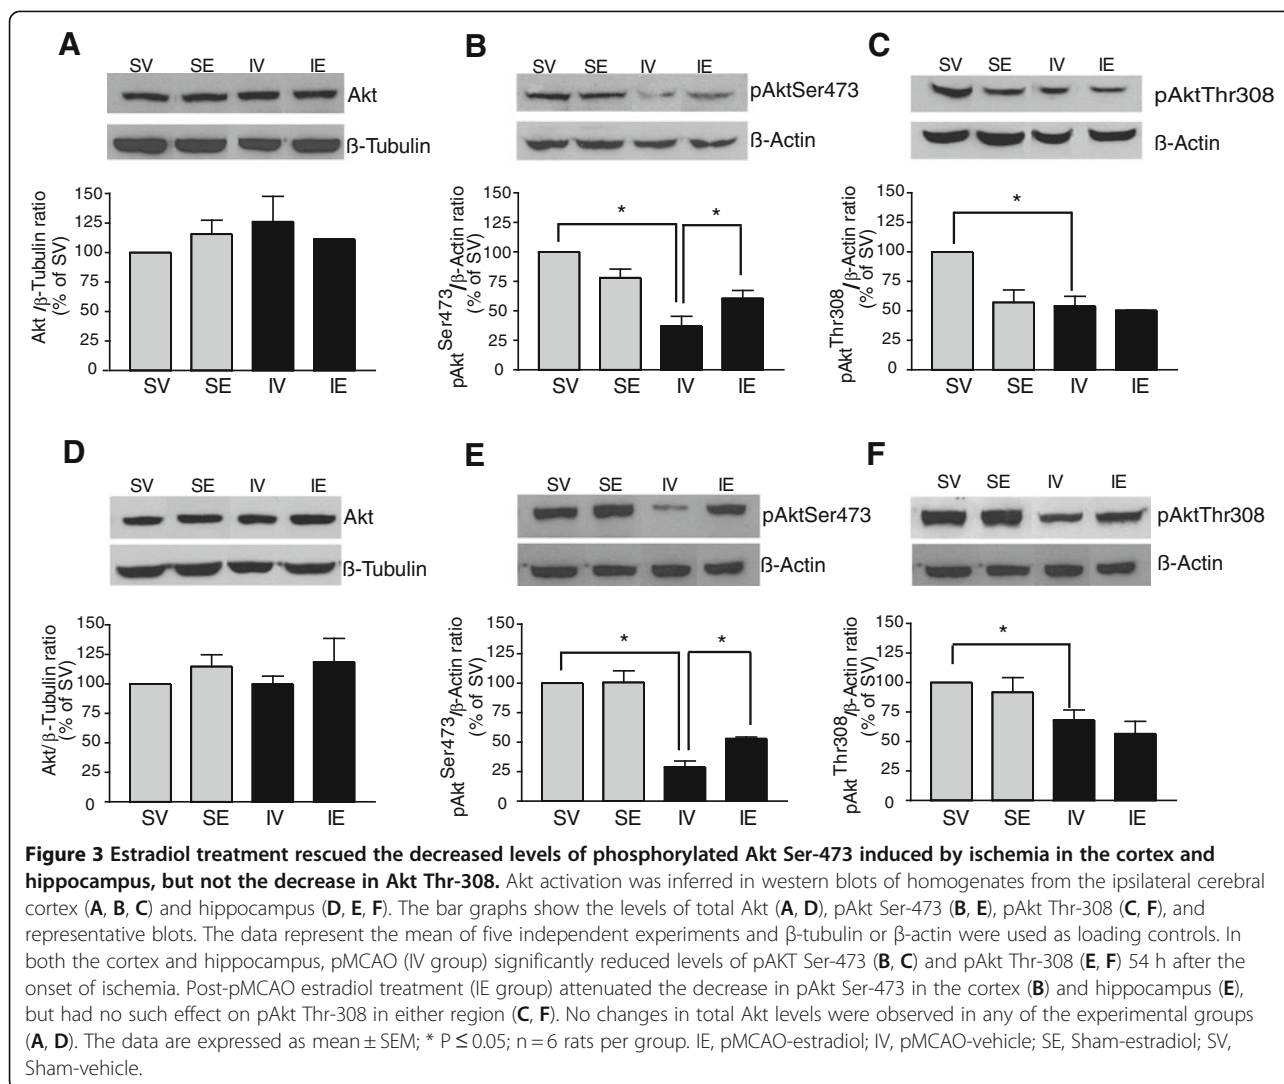 A
SV SE IV IE
Akt
ß-Tubulin
Akt /β-Tubulin ratio
(% of SV)
150
125
100
75
50
25
0
SV SE IV IE
B
SV SE IV IE
pAktSer473
ß-Actin
pAkt Ser473/β-Actin ratio
(% of SV)
150
125
100
75
50
25
0
* *
SV SE IV IE
C
SV SE IV IE
pAktThr308
ß-Actin
pAkt Thr308/β-Actin ratio
(% of SV)
150
125
100
75
50
25
0
*
SV SE IV IE
D
SV SE IV IE
Akt
ß-Tubulin
Akt/β-Tubulin ratio
(% of SV)
150
125
100
75
50
25
0
SV SE IV IE
E
SV SE IV IE
pAktSer473
ß-Actin
pAkt Ser473/β-Actin ratio
(% of SV)
150
125
100
75
50
25
0
* *
SV SE IV IE
F
SV SE IV IE
pAktThr308
ß-Actin
pAkt Thr308/β-Actin ratio
(% of SV)
150
125
100
75
50
25
0
*
SV SE IV IE
Figure 3 Estradiol treatment rescued the decreased levels of phosphorylated Akt Ser-473 induced by ischemia in the cortex and
hippocampus, but not the decrease in Akt Thr-308. Akt activation was inferred in western blots of homogenates from the ipsilateral cerebral
cortex (A, B, C) and hippocampus (D, E, F). The bar graphs show the levels of total Akt (A, D), pAkt Ser-473 (B, E), pAkt Thr-308 (C, F), and
representative blots. The data represent the mean of five independent experiments and β-tubulin or β-actin were used as loading controls. In
both the cortex and hippocampus, pMCAO (IV group) significantly reduced levels of pAKT Ser-473 (B, C) and pAkt Thr-308 (E, F) 54 h after the
onset of ischemia. Post-pMCAO estradiol treatment (IE group) attenuated the decrease in pAkt Ser-473 in the cortex (B) and hippocampus (E),
but had no such effect on pAkt Thr-308 in either region (C, F). No changes in total Akt levels were observed in any of the experimental groups
(A, D). The data are expressed as mean ± SEM; * P ≤ 0.05; n = 6 rats per group. IE, pMCAO-estradiol; IV, pMCAO-vehicle; SE, Sham-estradiol; SV,
Sham-vehicle.